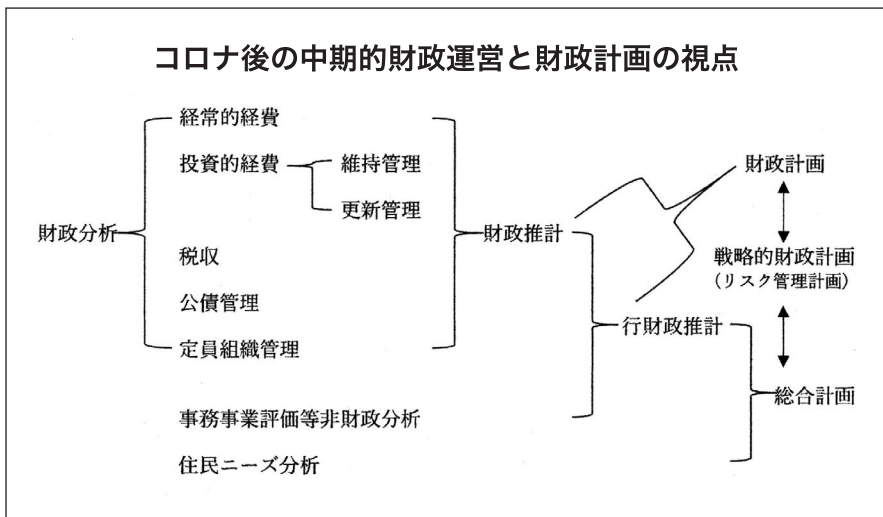 コロナ後の中期的財政運営と財政計画の視点
経常的経費
投資的経費
維持管理
更新管理
財政分析
税収
公債管理
定員組織管理
事務事業評価等非財政分析
住民ニーズ分析
財政推計
行財政推計
財政計画
戦略的財政計画
(リスク管理計画)
総合計画